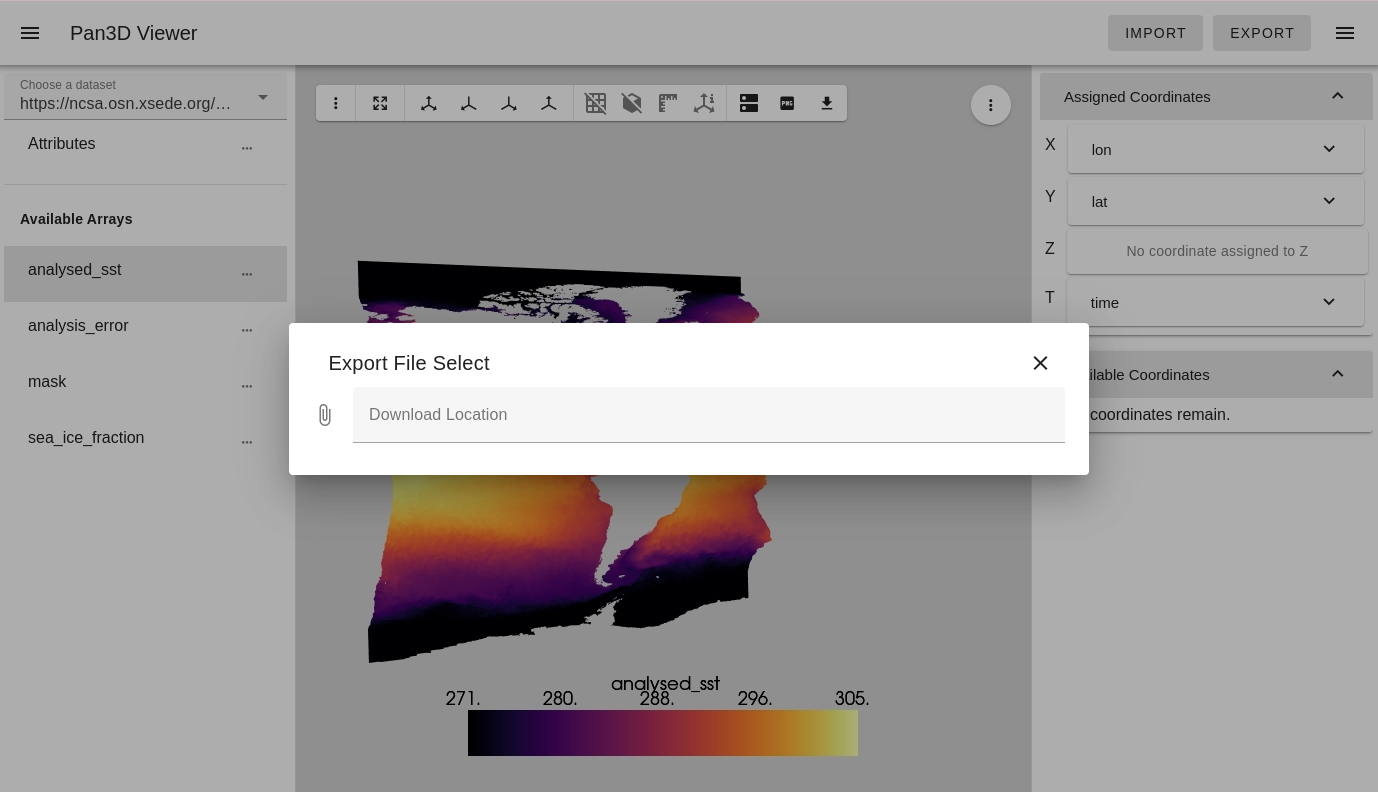 Pan3D Viewer
IMPORT
EXPORT
Choose a dataset
https://ncsa.osn.xsede.org/…
Attributes
Available Arrays
analysed_sst
analysis_error
mask
sea_ice_fraction
PNG
Export File Select
Download Location
analysed_sst
271.
280.
288.
296.
305.
Assigned Coordinates
X
lon
Y
lat
Z
No coordinate assigned to Z
T
time
ilable Coordinates
coordinates remain.